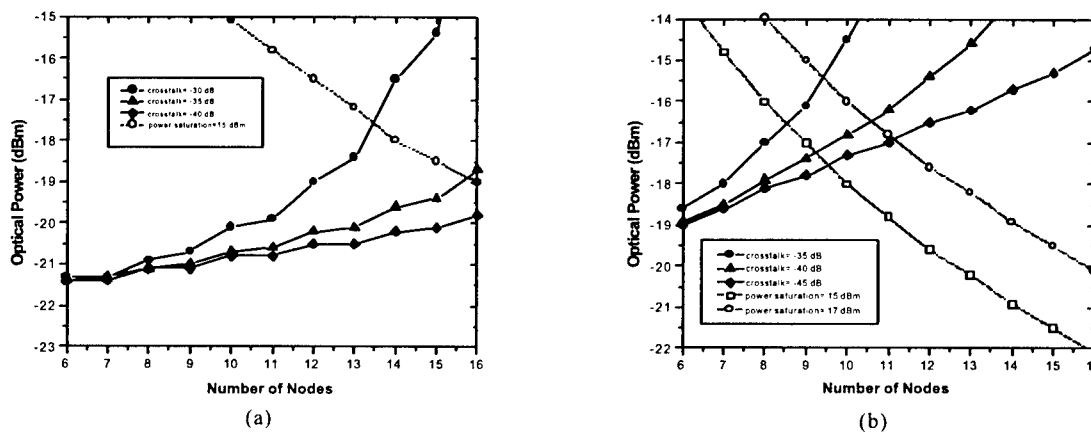 -15
-16
-17
-18
-19
-20
-21
-22
-23
Optical Power (dBm)
crosstalk= -30 dB
crosstalk= -35 dB
crosstalk= -40 dB
power saturation=15 dBm
6 7 8 9 10 11 12 13 14 15 16
Number of Nodes
(a)
-14
-15
-16
-17
-18
-19
-20
-21
-22
Optical Power (dBm)
crosstalk= -35 dB
crosstalk= -40 dB
crosstalk= -45 dB
power saturation= 15 dBm
power saturation= 17 dBm
6 7 8 9 10 11 12 13 14 15
Number of Nodes
(b)